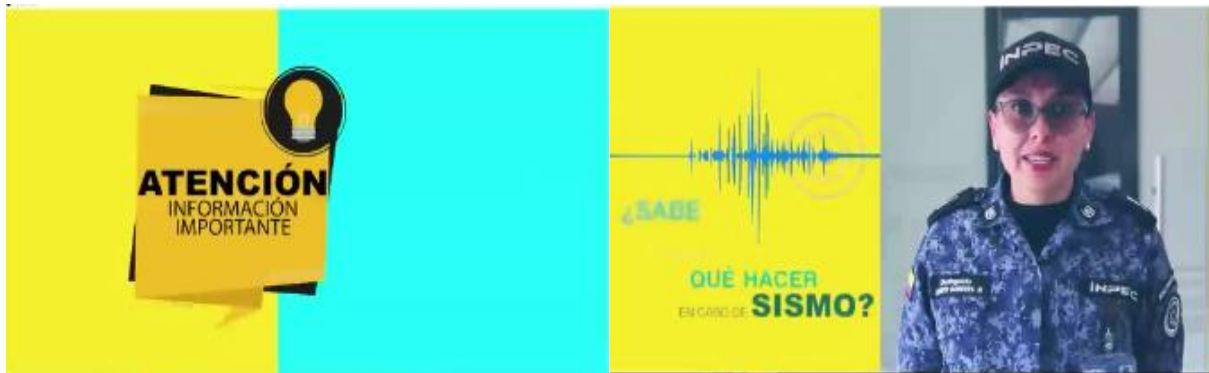 ATENCIÓN
INFORMACIÓN
IMPORTANTE
¿SABE
QUÉ HACER
EN CASO DE SISMO?
INPEC
INPEC